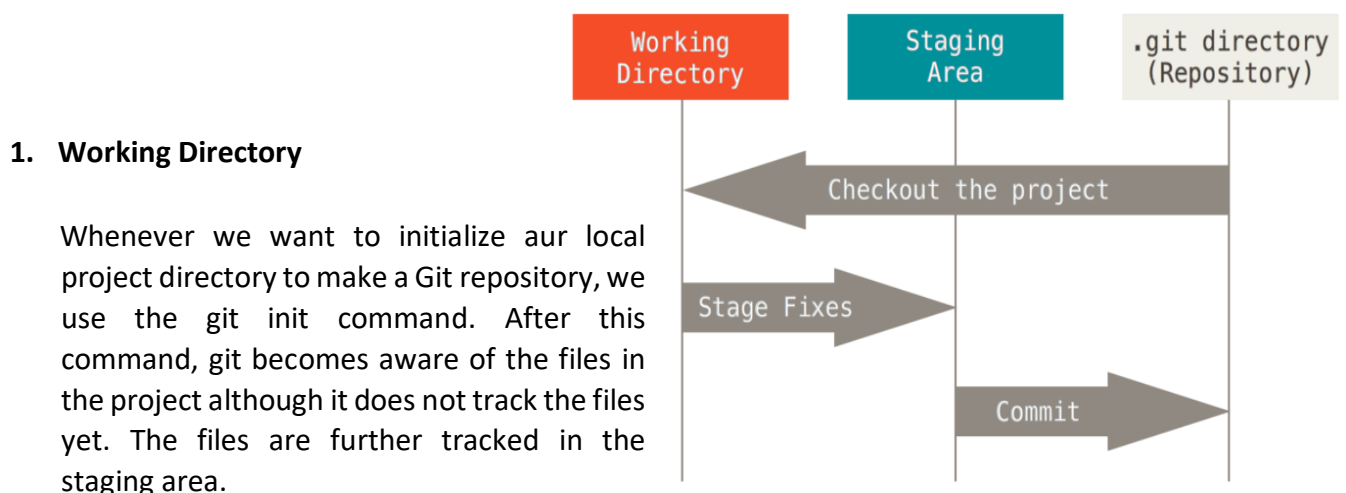 Working
Directory
Staging
Area
.git directory
(Repository)
1. Working Directory
Checkout the project
Whenever we want to initialize aur local
project directory to make a Git repository, we
use the git init command. After this
command, git becomes aware of the files in
the project although it does not track the files
yet. The files are further tracked in the
staging area.
Stage Fixes
Commit